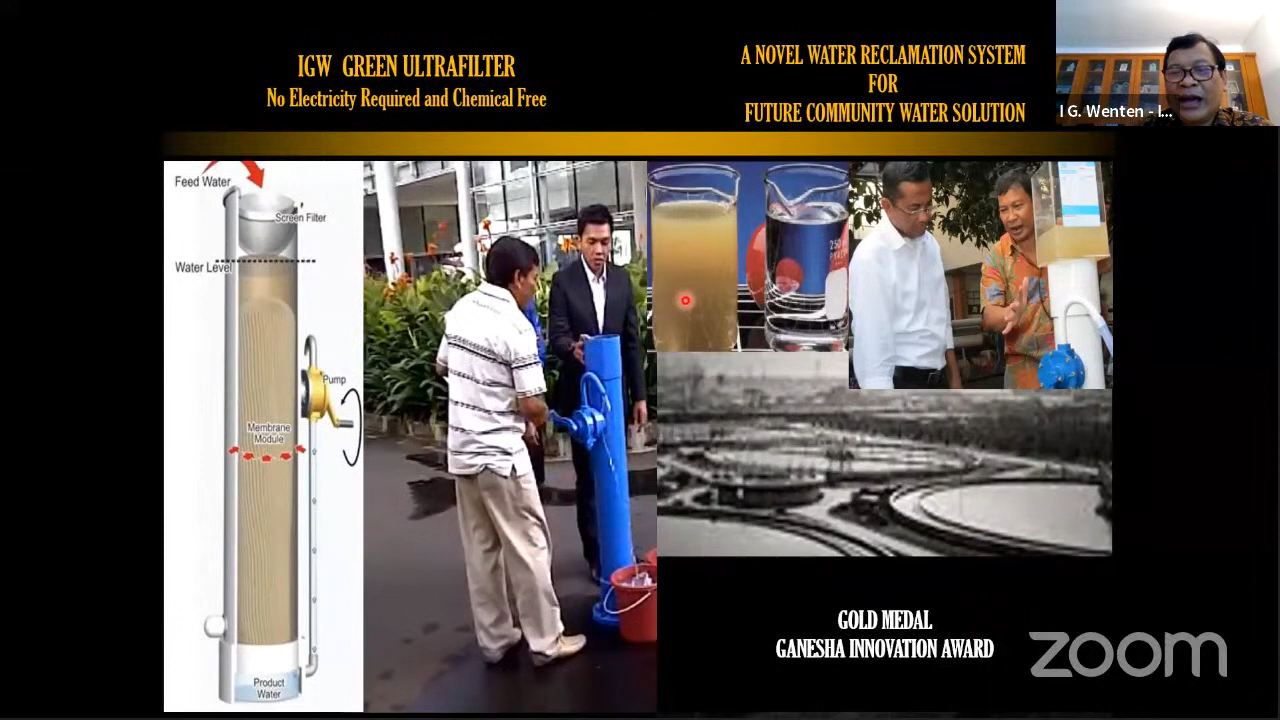 IGW GREEN ULTRAFILTER
No Electricity Required and Chemical Free
A NOVEL WATER RECLAMATION SYSTEM
FOR
FUTURE COMMUNITY WATER SOLUTION
I G. Wenten - I...
Feed Water
Screen Filter
Water Level
Pump
Membrane
Module
Product
Water
250
GOLD MEDAL
GANESHA INNOVATION AWARD
zoom